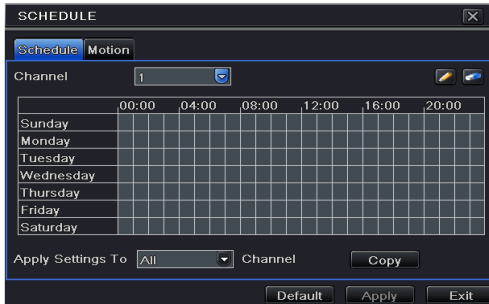 SCHEDULE
Schedule Motion
Channel 1
00:00 04:00 08:00 12:00 16:00 20:00
Sunday
Monday
Tuesday
Wednesday
Thursday
Friday
Saturday
Apply Settings To All Channel Copy
Default Apply Exit